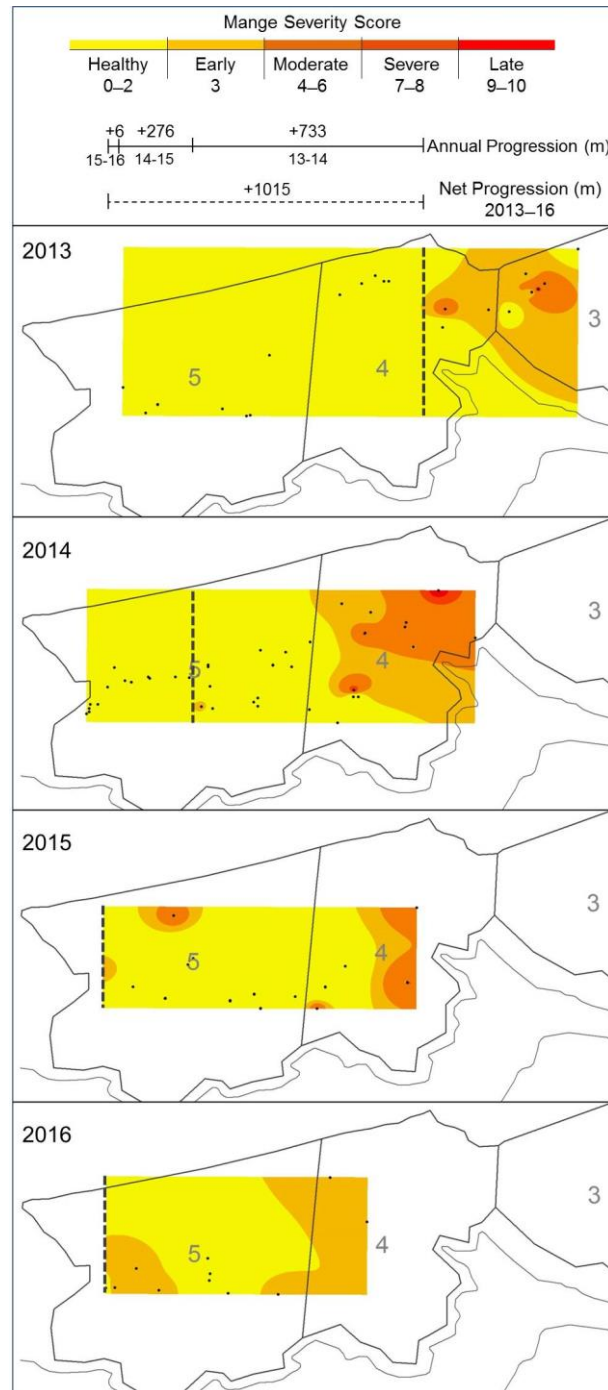 Mange Severity Score
Healthy Early Moderate Severe Late
0–2 3 4–6 7–8 9–10
+6 +276 +733
Annual Progression (m)
15-16 14-15 13-14
+1015 Net Progression (m)
2013–16
2013
3
5 4
2014
3
5 4
2015
3
5 4
2016
3
5 4